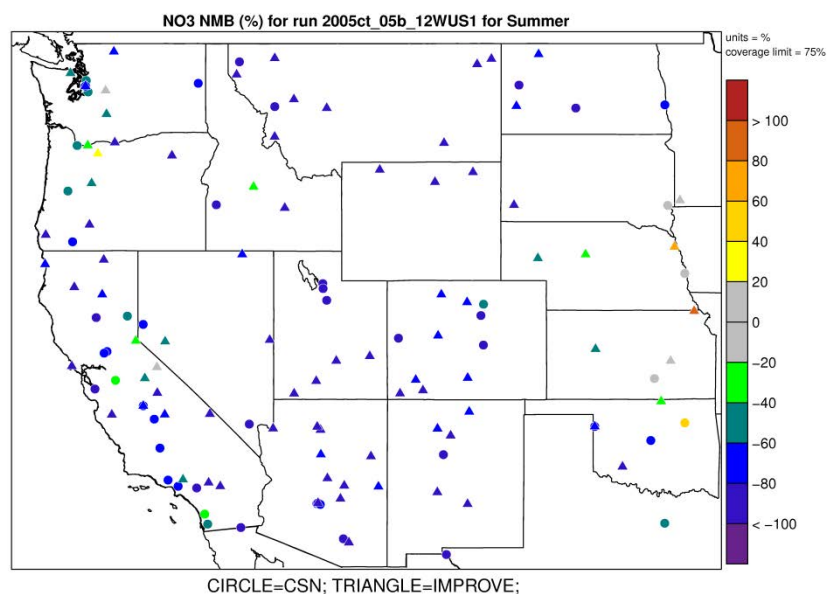 NO3 NMB (%) for run 2005ct_05b_12WUS1 for Summer
units = %
coverage limit = 75%
> 100
80
60
40
20
0
−20
−40
−60
−80
< −100
CIRCLE=CSN; TRIANGLE=IMPROVE;